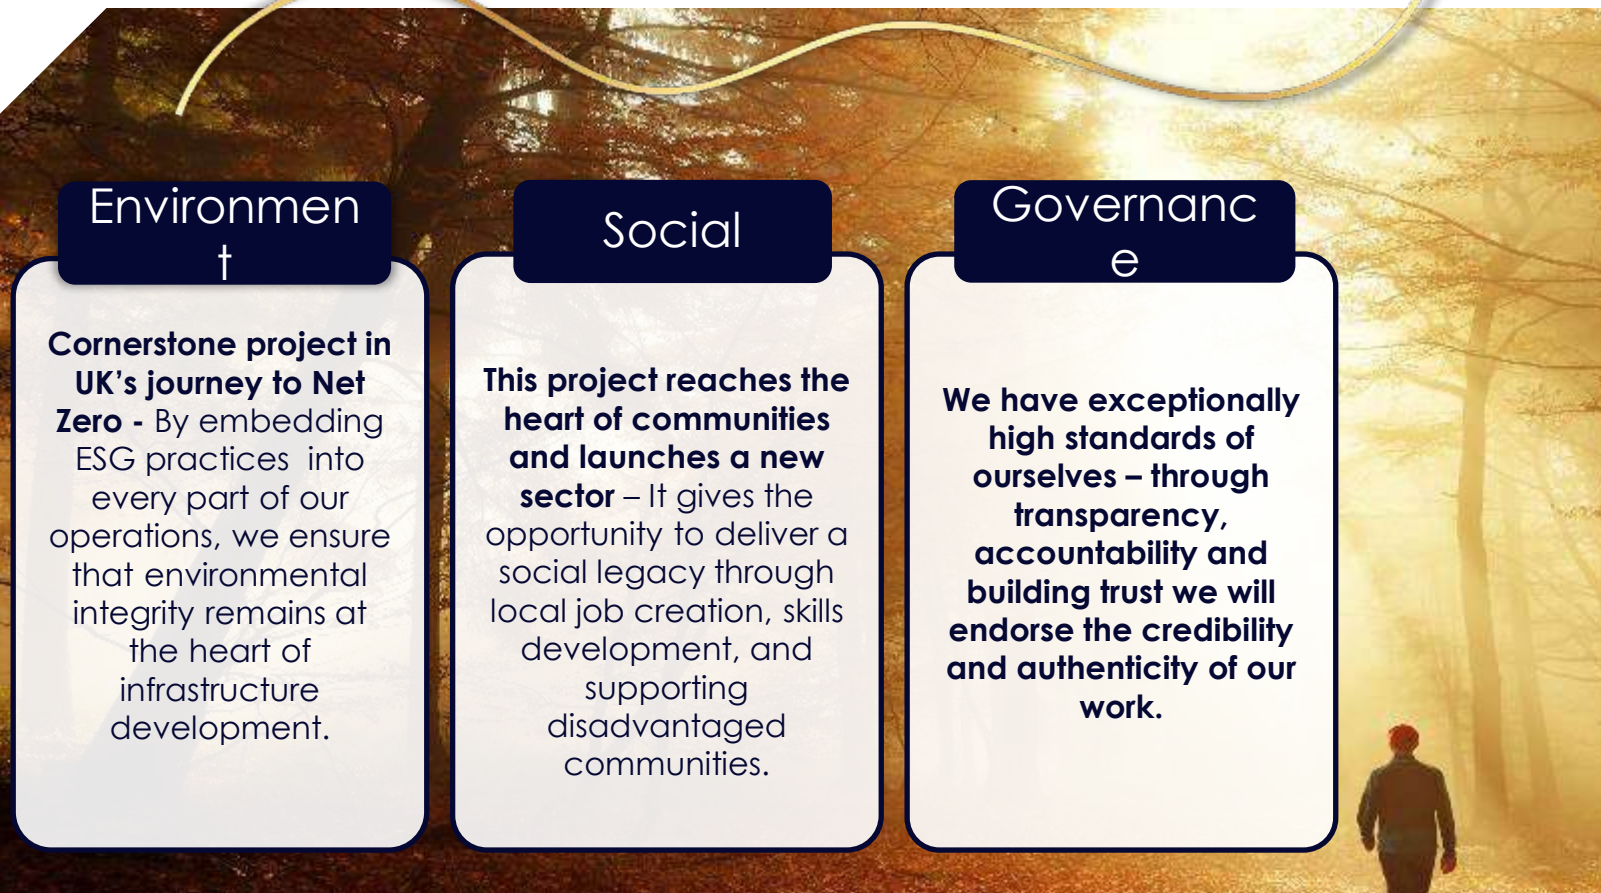 Environmen
t
Cornerstone project in
UK’s journey to Net
Zero - By embedding
ESG practices  into
every part of our
operations, we ensure
that environmental
integrity remains at
the heart of
infrastructure
development.
Social
This project reaches the
heart of communities
and launches a new
sector – It gives the
opportunity to deliver a
social legacy through
local job creation, skills
development, and
supporting
disadvantaged
communities.
Governanc
e
We have exceptionally
high standards of
ourselves – through
transparency,
accountability and
building trust we will
endorse the credibility
and authenticity of our
work.